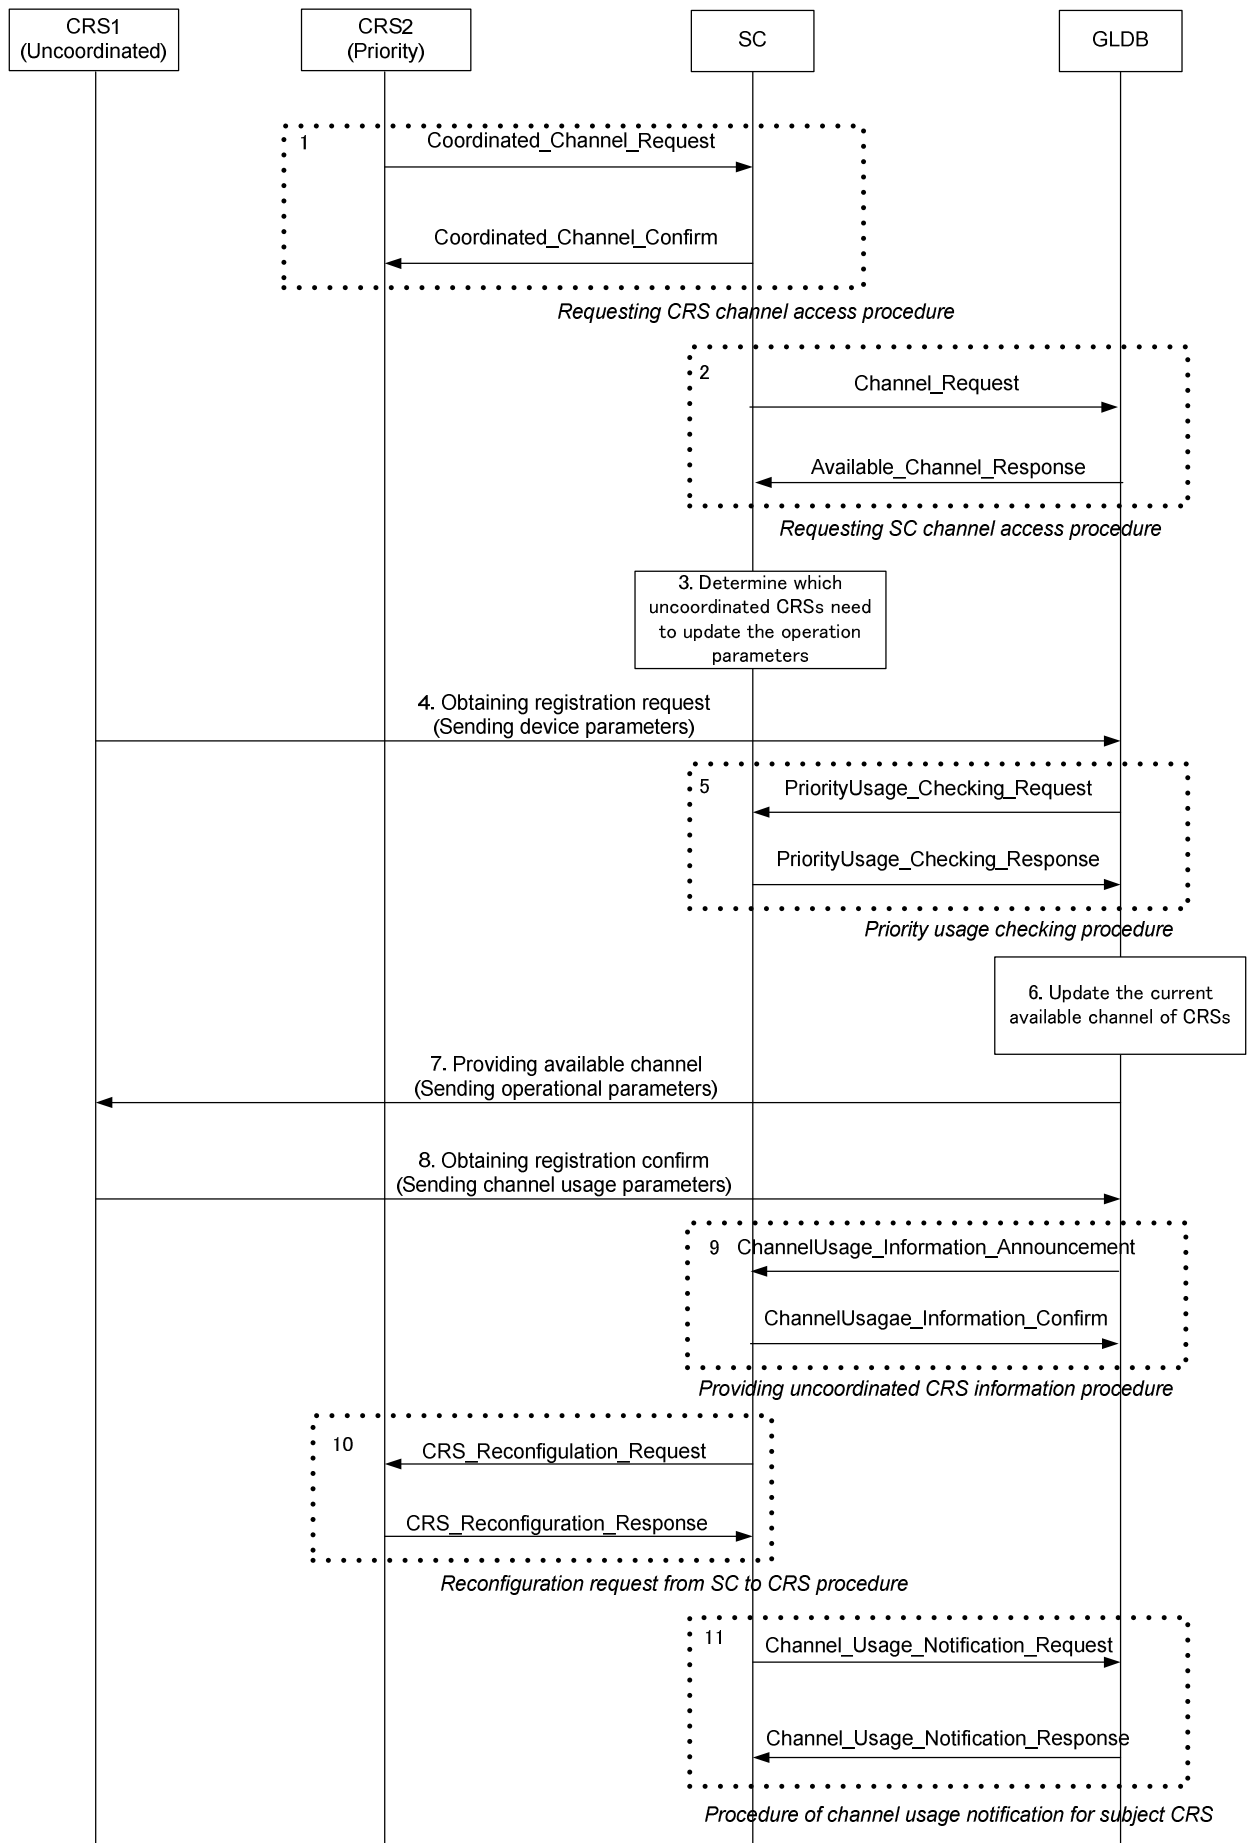 CRS1
(Uncoordinated)
CRS2
(Priority)
SC
GLDB
1
Coordinated_Channel_Request
Coordinated_Channel_Confirm
Requesting CRS channel access procedure
2
Channel_Request
Available_Channel_Response
Requesting SC channel access procedure
3. Determine which
uncoordinated CRSs need
to update the operation
parameters
4. Obtaining registration request
(Sending device parameters)
5
PriorityUsage_Checking_Request
PriorityUsage_Checking_Response
Priority usage checking procedure
6. Update the current
available channel of CRSs
7. Providing available channel
(Sending operational parameters)
8. Obtaining registration confirm
(Sending channel usage parameters)
9
ChannelUsage_Information_Announcement
ChannelUsagae_Information_Confirm
Providing uncoordinated CRS information procedure
10
CRS_Reconfigulation_Request
CRS_Reconfiguration_Response
Reconfiguration request from SC to CRS procedure
11
Channel_Usage_Notification_Request
Channel_Usage_Notification_Response
Procedure of channel usage notification for subject CRS